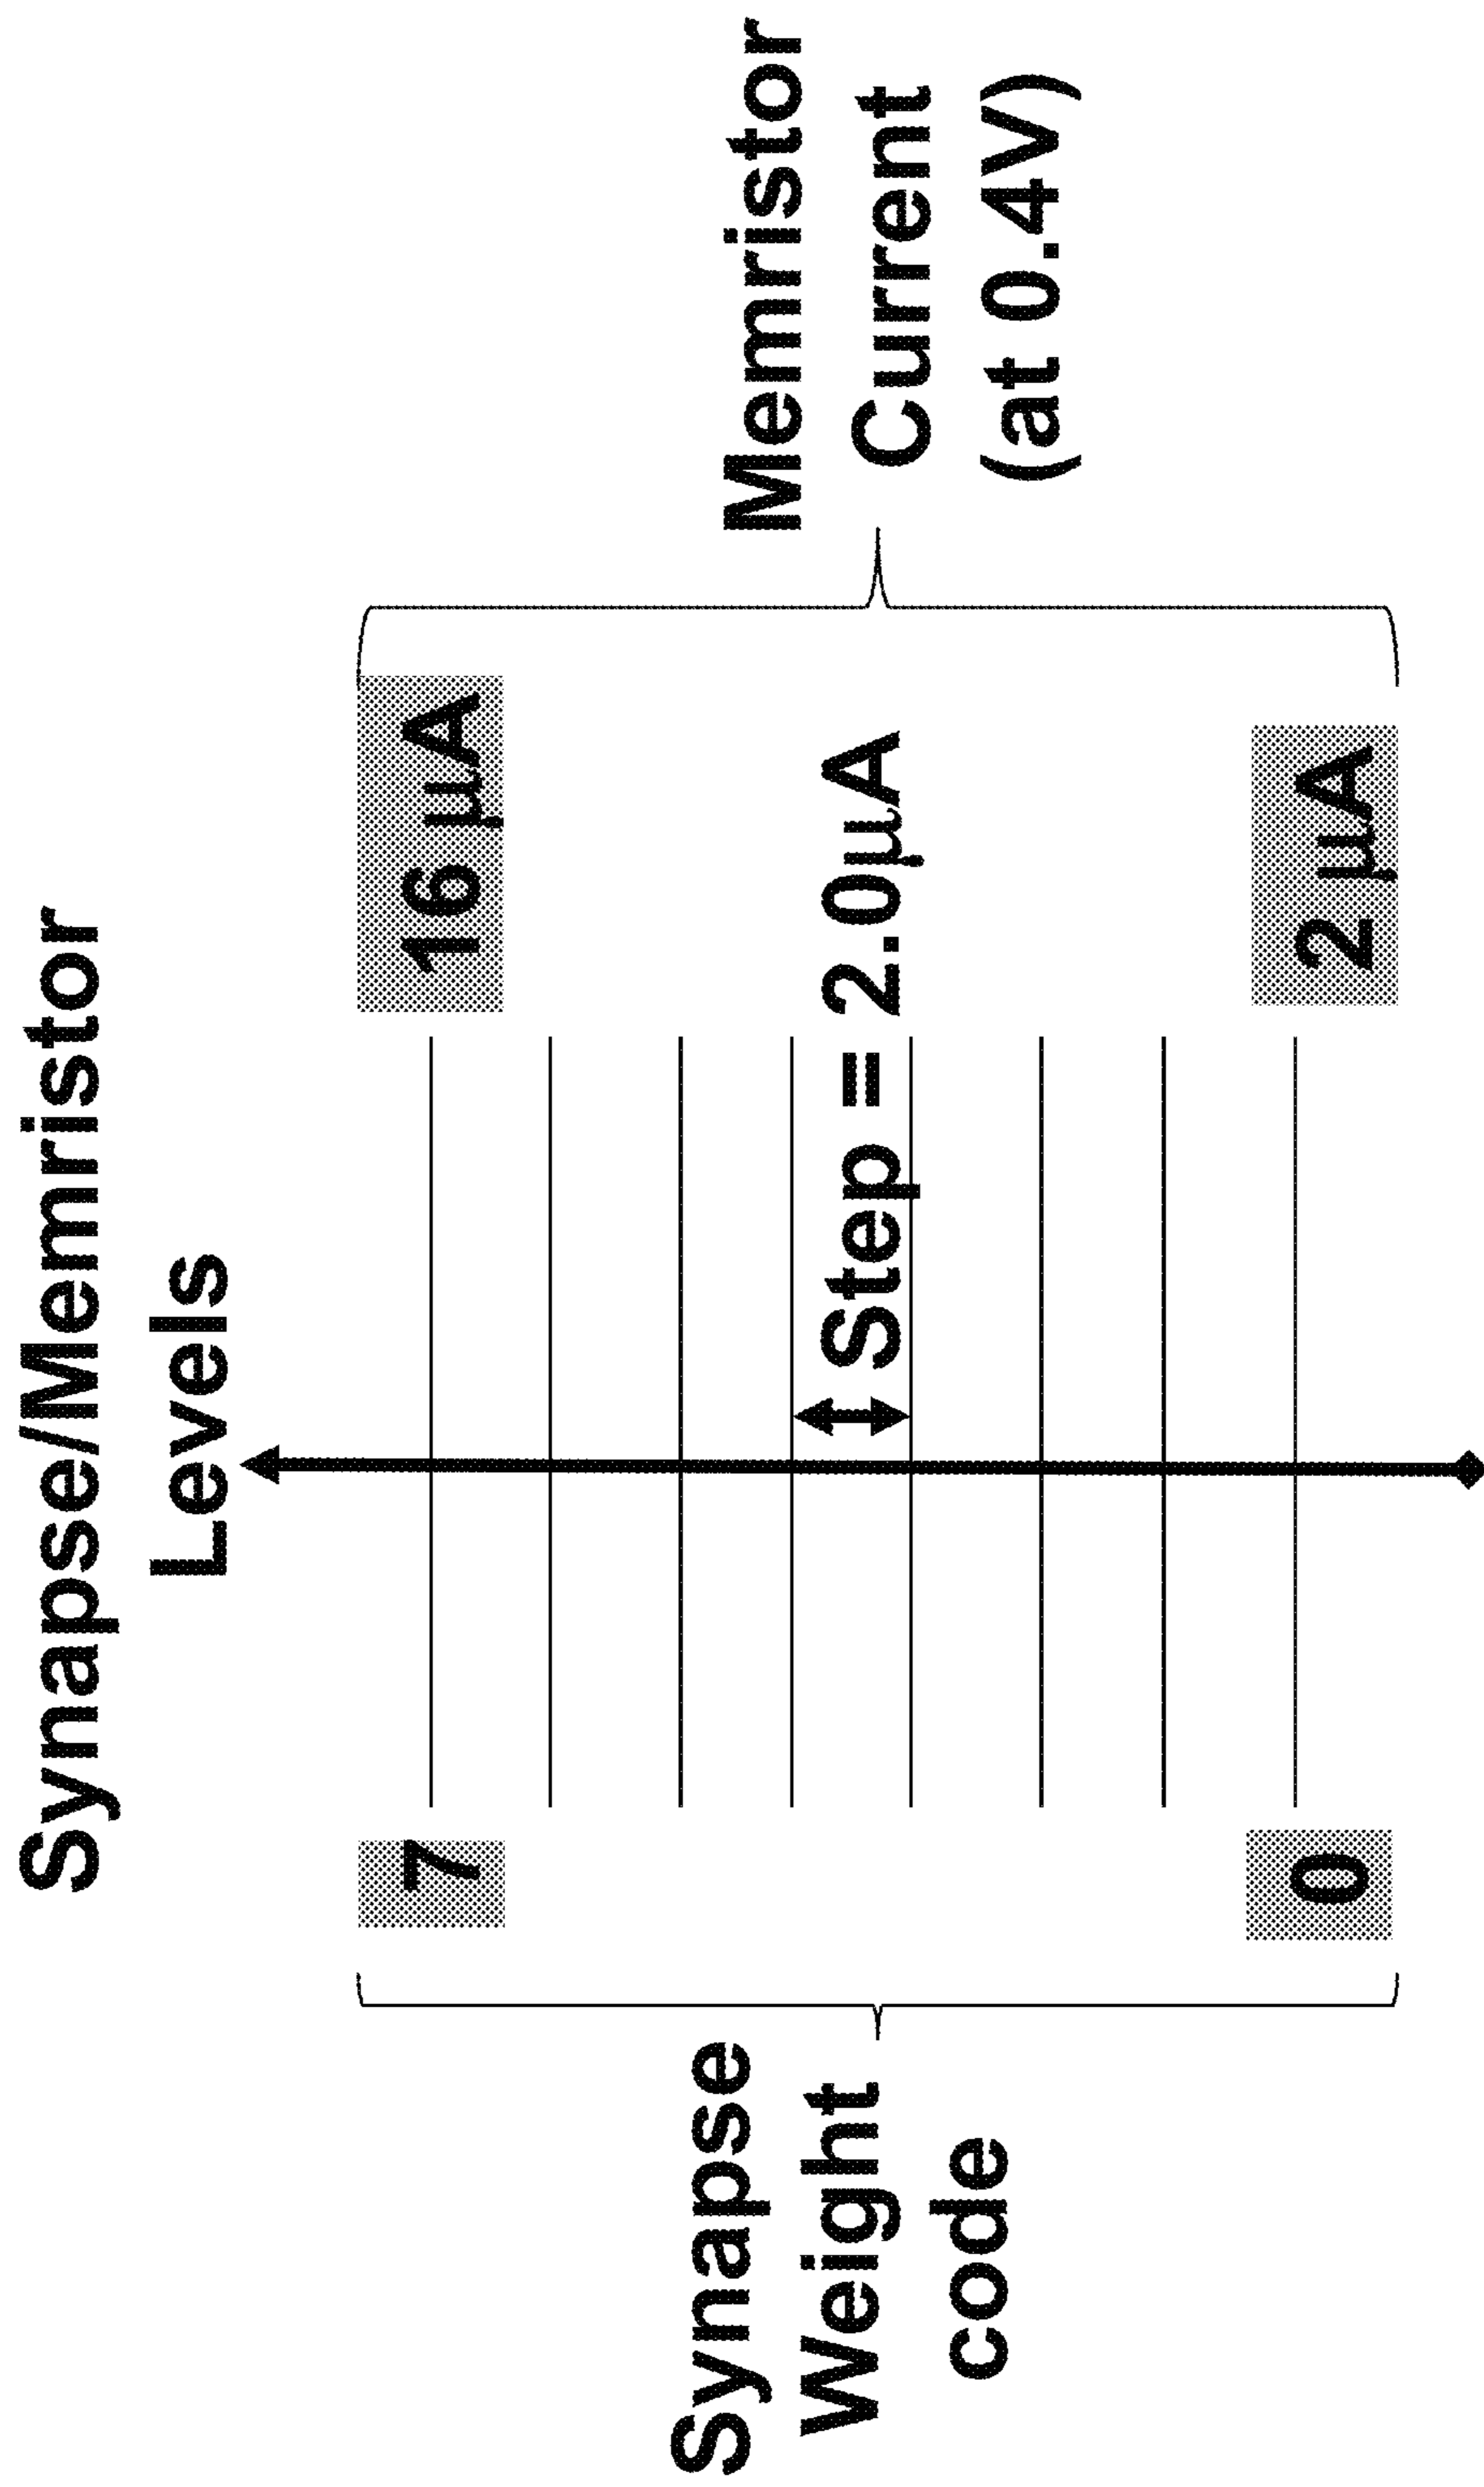 Synapse/Memristor
Levels
Synapse
Weight
code
7
0
16 µA
Step = 2.0µA
2 µA
Memristor
Current
(at 0.4V)